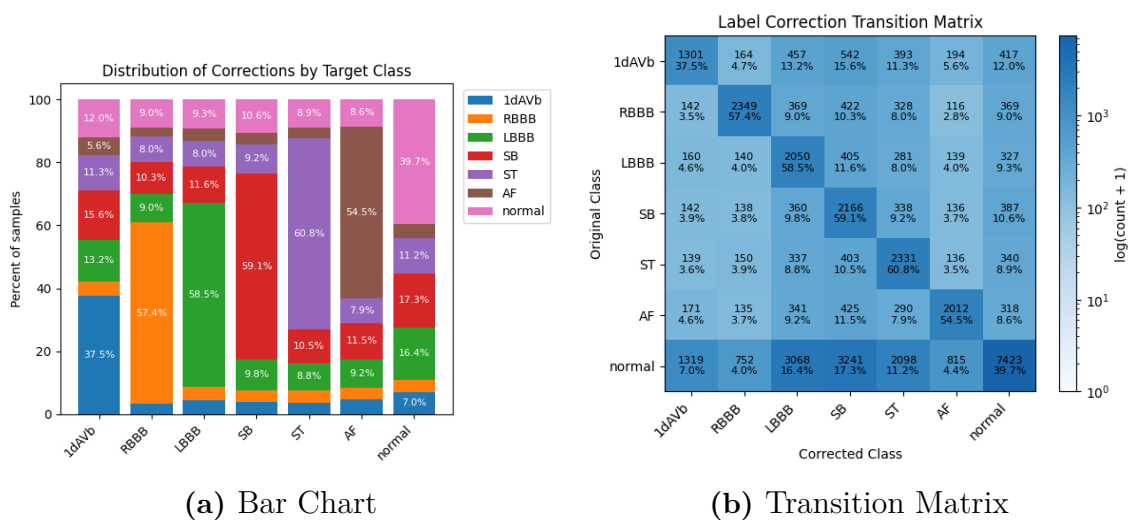 Distribution of Corrections by Target Class
Percent of samples
100
80
60
40
20
0
12.0%
5.6%
11.3%
15.6%
13.2%
37.5%
9.0%
8.0%
10.3%
9.0%
57.4%
9.3%
8.0%
11.6%
58.5%
10.6%
9.2%
59.1%
9.8%
8.9%
60.8%
10.5%
8.8%
8.6%
54.5%
7.9%
11.5%
9.2%
39.7%
11.2%
17.3%
16.4%
7.0%
1dAVb
RBBB
LBBB
SB
ST
AF
normal
1dAVb
RBBB
LBBB
SB
ST
AF
normal
(a) Bar Chart
Label Correction Transition Matrix
Original Class
1dAVb
1301 164 457 542 393 194 417
37.5% 4.7% 13.2% 15.6% 11.3% 5.6% 12.0%
RBBB
142 2349 369 422 328 116 369
3.5% 57.4% 9.0% 10.3% 8.0% 2.8% 9.0%
LBBB
160 140 2050 405 281 139 327
4.6% 4.0% 58.5% 11.6% 8.0% 4.0% 9.3%
SB
142 138 360 2166 338 136 387
3.9% 3.8% 9.8% 59.1% 9.2% 3.7% 10.6%
ST
139 150 337 403 2331 136 340
3.6% 3.9% 8.8% 10.5% 60.8% 3.5% 8.9%
AF
171 135 341 425 290 2012 318
4.6% 3.7% 9.2% 11.5% 7.9% 54.5% 8.6%
normal
1319 752 3068 3241 2098 815 7423
7.0% 4.0% 16.4% 17.3% 11.2% 4.4% 39.7%
1dAVb
RBBB
LBBB
SB
ST
AF
normal
Corrected Class
10³
10²
10¹
10⁰
log(count + 1)
(b) Transition Matrix